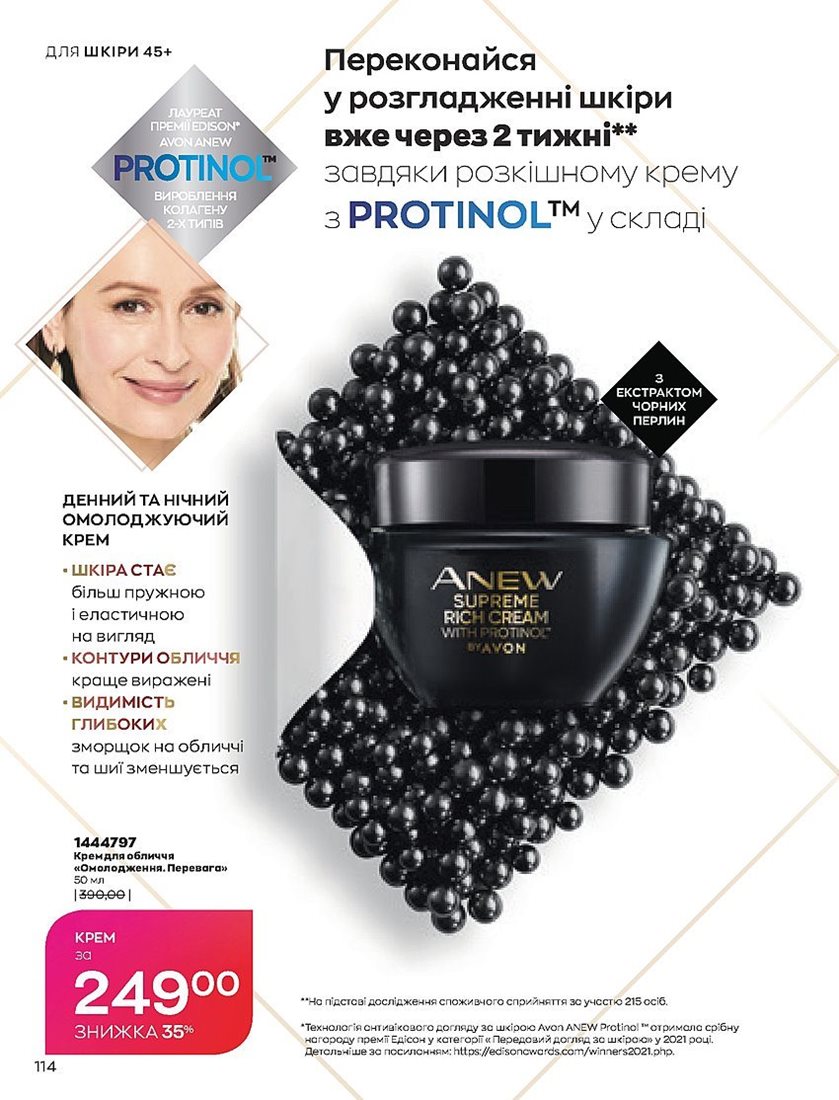 ДЛЯ ШКІРИ 45+
ЛАУРЕАТ
ПРЕМІЇ EDISON*
AVON ANEW
PROTINOL™
ВИРОБЛЕННЯ
КОЛАГЕНУ
2-Х ТИПІВ
Переконайся
у розгладженні шкіри
вже через 2 тижні**
завдяки розкішному крему
з PROTINOL™ у складі
З
ЕКСТРАКТОМ
ЧОРНИХ
ПЕРЛИН
ANEW
SUPREME
RICH CREAM
WITH PROTINOL™
BY AVON
ДЕННИЙ ТА НІЧНИЙ
ОМОЛОДЖУЮЧИЙ
КРЕМ
• ШКІРА СТАЄ
більш пружною
і еластичною
на вигляд
• КОНТУРИ ОБЛИЧЧЯ
краще виражені
• ВИДИМІСТЬ
ГЛИБОКИХ
зморщок на обличчі
та шиї зменшується
1444797
Крем для обличчя
«Омолодження. Перевага»
50 мл
| 390,00 |
КРЕМ
за
249⁰⁰
ЗНИЖКА 35%
**На підставі дослідження споживчого сприйняття за участю 215 осіб.
*Технологія антивікового догляду за шкірою Avon ANEW Protinol ™ отримала срібну
нагороду премії Едісон у категорії « Передовий догляд за шкірою» у 2021 році.
Детальніше за посиланням: https://edisonawards.com/winners2021.php.
114